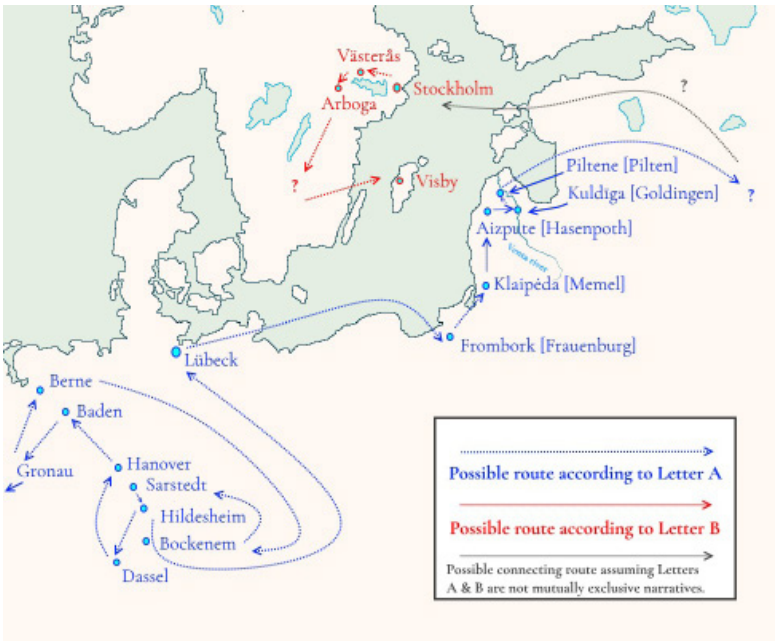 Västerås
Stockholm
Arboga
?
?
Visby
Piltene [Pilten]
Kuldīga [Goldingen]
?
Aizpute [Hasenpoth]
Venta river
Klaipėda [Memel]
Frombork [Frauenburg]
Lübeck
Berne
Baden
Gronau
Hanover
Sarstedt
Hildesheim
Bockenem
Dassel
Possible route according to Letter A
Possible route according to Letter B
Possible connecting route assuming Letters
A & B are not mutually exclusive narratives.